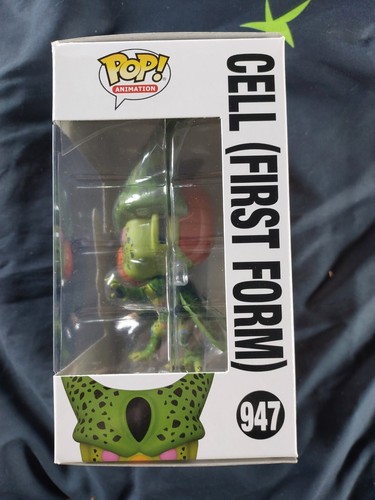 POP!
ANIMATION
CELL (FIRST FORM)
947